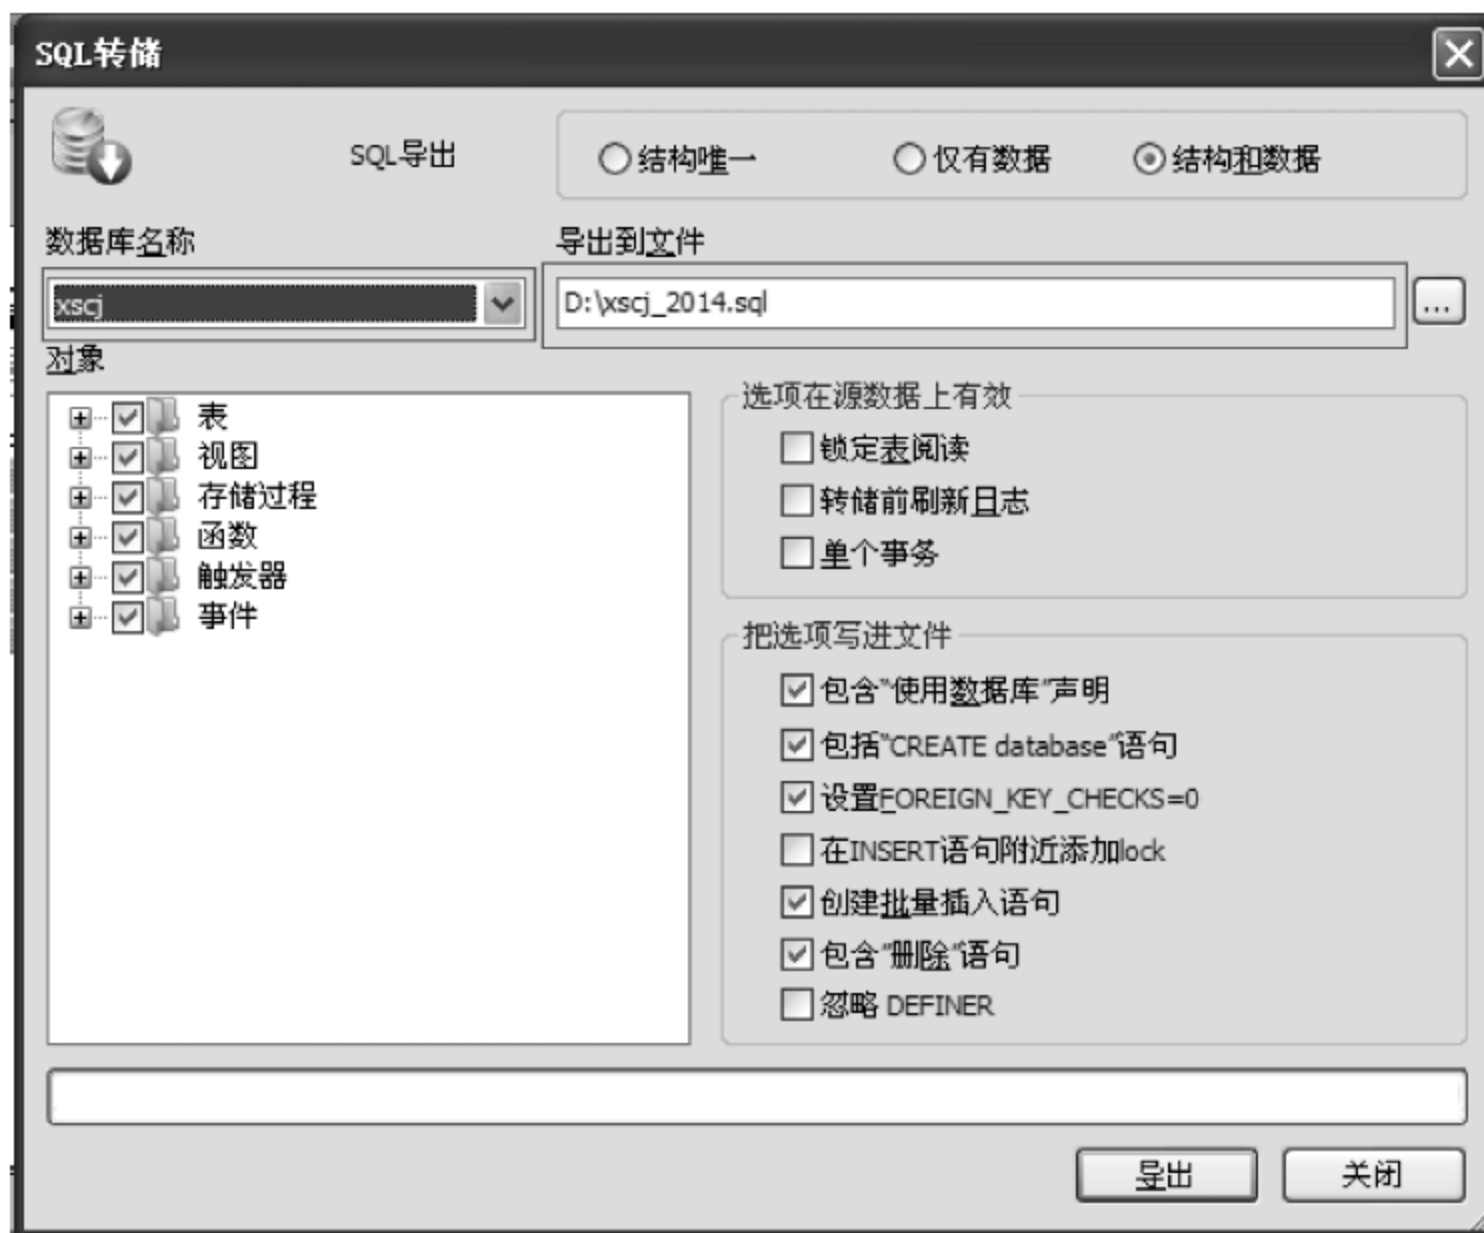 SQL转储
SQL导出
结构唯一 仅有数据 结构和数据
数据库名称
导出到文件
xscj
D:\xscj_2014.sql
...
对象
表
视图
存储过程
函数
触发器
事件
选项在源数据上有效
锁定表阅读
转储前刷新日志
单个事务
把选项写进文件
包含"使用数据库"声明
包括"CREATE database"语句
设置FOREIGN_KEY_CHECKS=0
在INSERT语句附近添加lock
创建批量插入语句
包含"删除"语句
忽略 DEFINER
导出 关闭